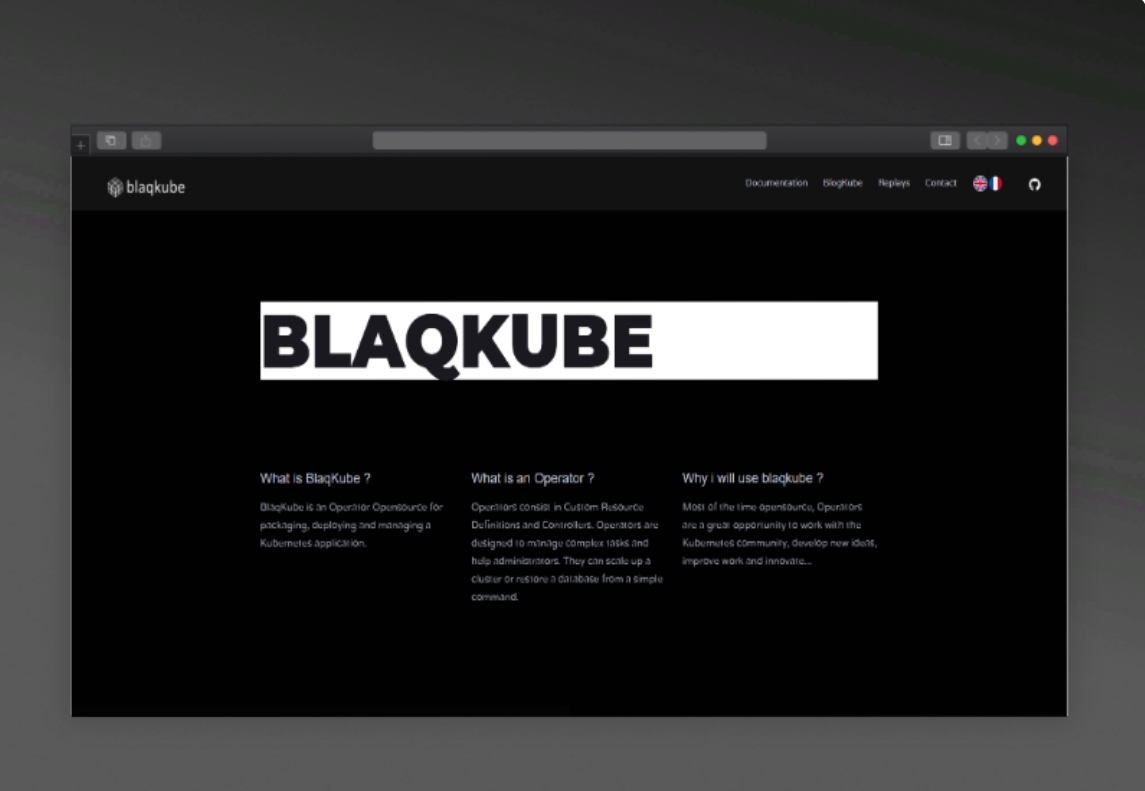 blaqkube
Documentation BlogKube Replays Contact
BLAQKUBE
What is BlaqKube ?
BlaqKube is an Operator Opensource for
packaging, deploying and managing a
Kubernetes application.
What is an Operator ?
Operators consist in Custom Resource
Definitions and Controllers. Operators are
designed to manage complex tasks and
help administrators. They can scale up a
cluster or restore a database from a simple
command.
Why i will use blaqkube ?
Most of the time opensource, Operators
are a great opportunity to work with the
Kubernetes community, develop new ideas,
improve work and innovate...